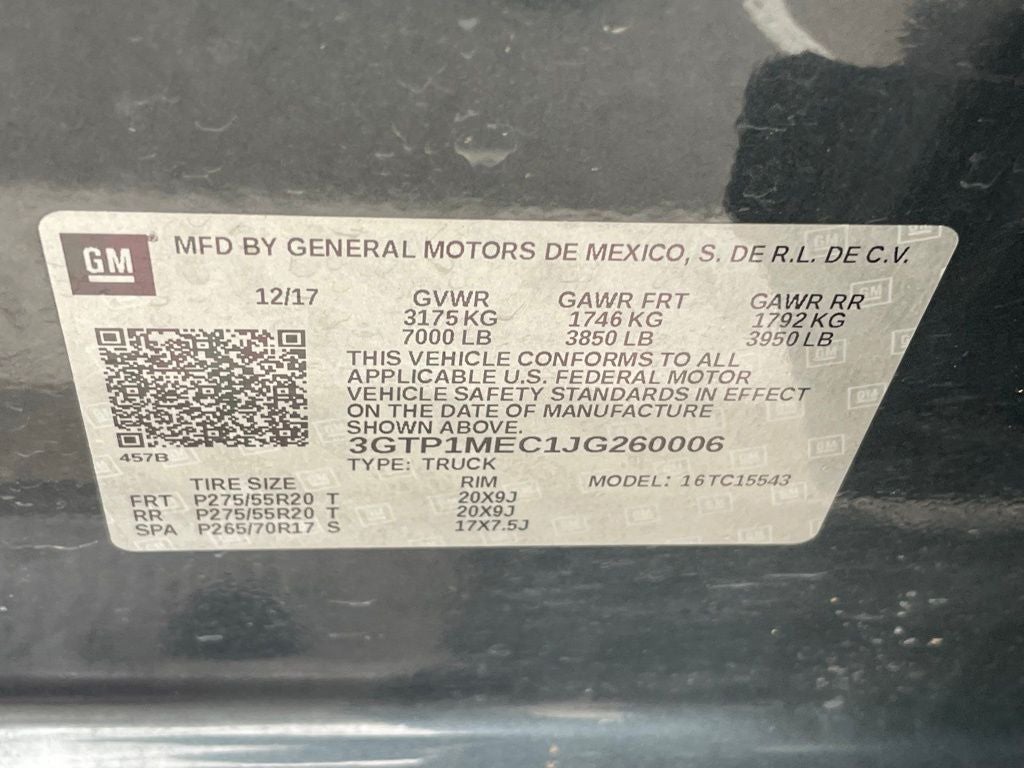 GM
MFD BY GENERAL MOTORS DE MEXICO, S. DE R.L. DE C.V.
12/17 GVWR GAWR FRT GAWR RR
3175 KG 1746 KG 1792 KG
7000 LB 3850 LB 3950 LB
THIS VEHICLE CONFORMS TO ALL
APPLICABLE U.S. FEDERAL MOTOR
VEHICLE SAFETY STANDARDS IN EFFECT
ON THE DATE OF MANUFACTURE
SHOWN ABOVE.
3GTP1MEC1JG260006
457B
TYPE: TRUCK
TIRE SIZE RIM MODEL: 16TC15543
FRT P275/55R20 T 20X9J
RR P275/55R20 T 20X9J
SPA P265/70R17 S 17X7.5J